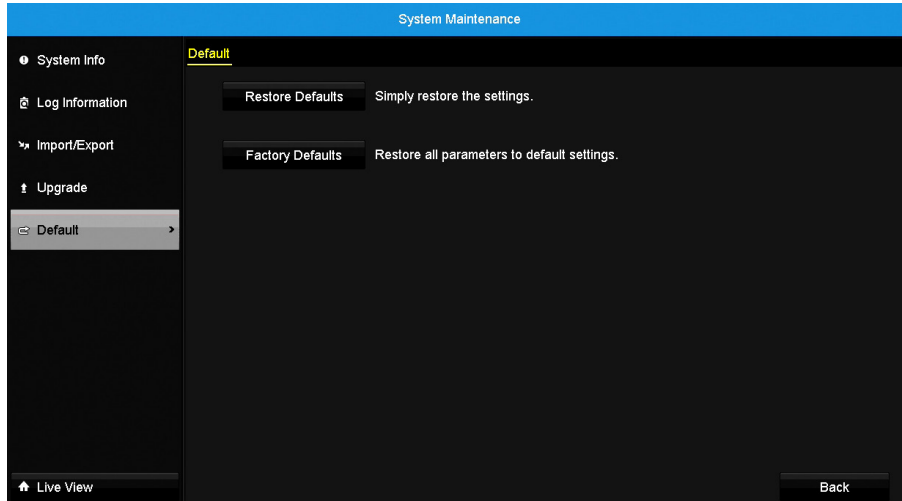 System Maintenance
System Info
Log Information
Import/Export
Upgrade
Default
Live View
Default
Restore Defaults Simply restore the settings.
Factory Defaults Restore all parameters to default settings.
Back